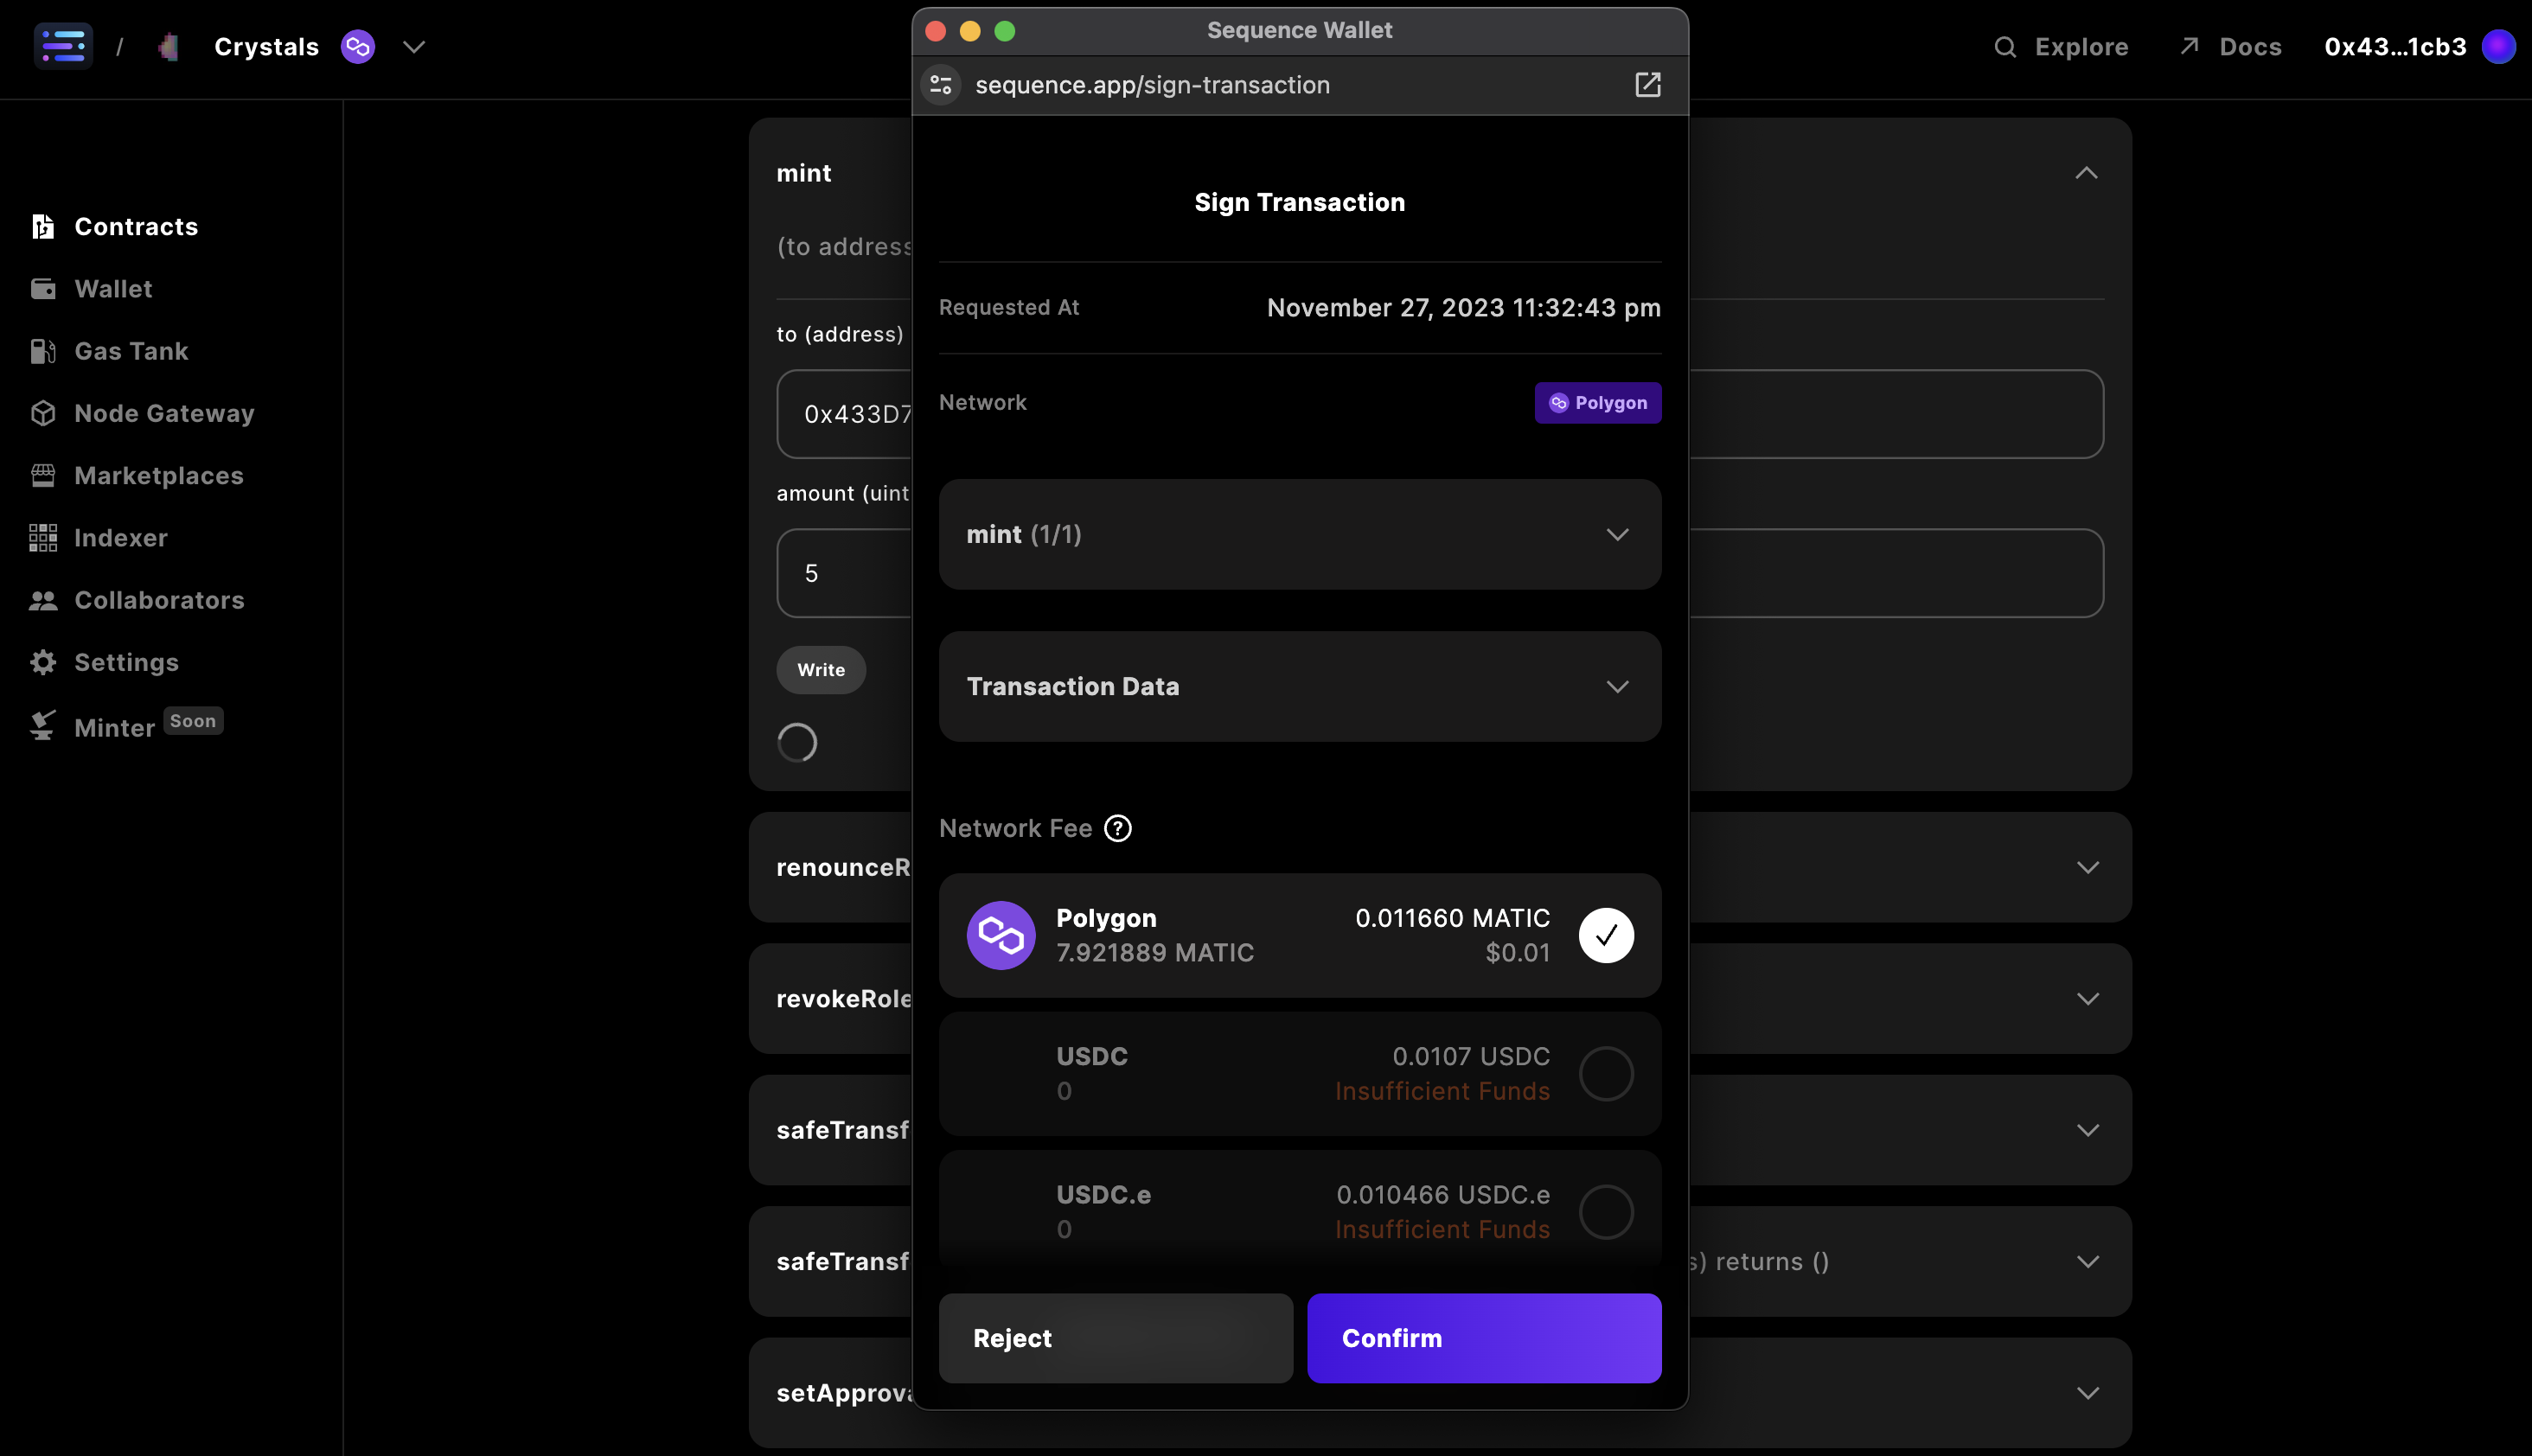 / Crystals
Explore
Docs
0x43...1cb3
Contracts
Wallet
Gas Tank
Node Gateway
Marketplaces
Indexer
Collaborators
Settings
Minter Soon
mint
(to address
to (address)
0x433D7
amount (uint
5
Write
renounceR
revokeRole
safeTransf
safeTransf
s) returns ()
setApprova
Sequence Wallet
sequence.app/sign-transaction
Sign Transaction
Requested At November 27, 2023 11:32:43 pm
Network Polygon
mint (1/1)
Transaction Data
Network Fee ?
Polygon 0.011660 MATIC
7.921889 MATIC $0.01
USDC 0.0107 USDC
0 Insufficient Funds
USDC.e 0.010466 USDC.e
0 Insufficient Funds
Reject Confirm